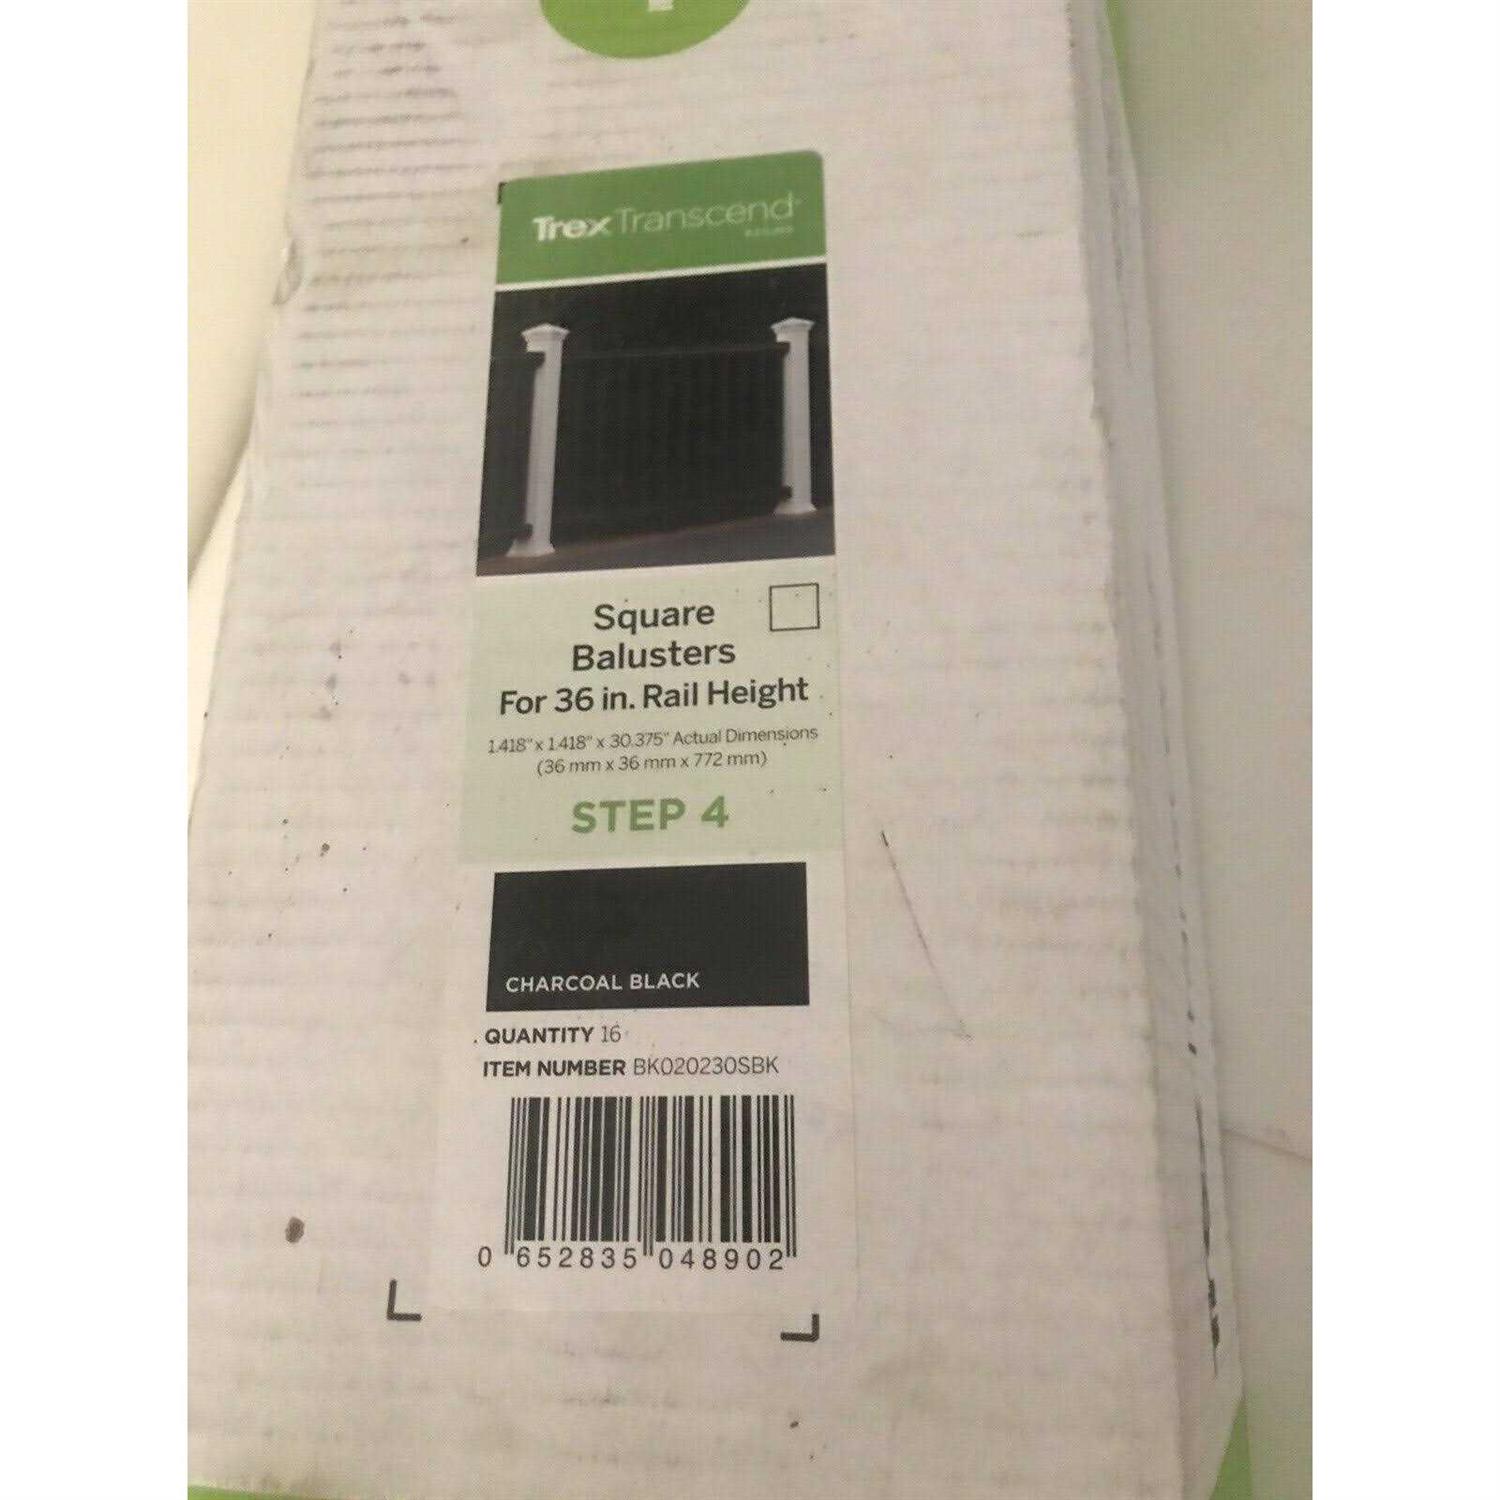 Trex Transcend
Square
Balusters
For 36 in. Rail Height
1.418" x 1.418" x 30.375" Actual Dimensions
(36 mm x 36 mm x 772 mm)
STEP 4
CHARCOAL BLACK
QUANTITY 16
ITEM NUMBER BK020230SBK
0 652835 048902